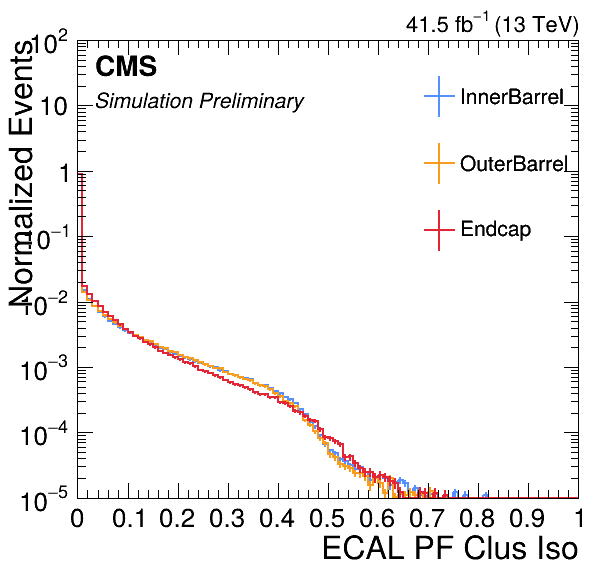 41.5 fb⁻¹ (13 TeV)
CMS
Simulation Preliminary
InnerBarrel
OuterBarrel
Endcap
Normalized Events
10²
10
1
10⁻¹
10⁻²
10⁻³
10⁻⁴
10⁻⁵
0 0.1 0.2 0.3 0.4 0.5 0.6 0.7 0.8 0.9 1
ECAL PF Clus Iso